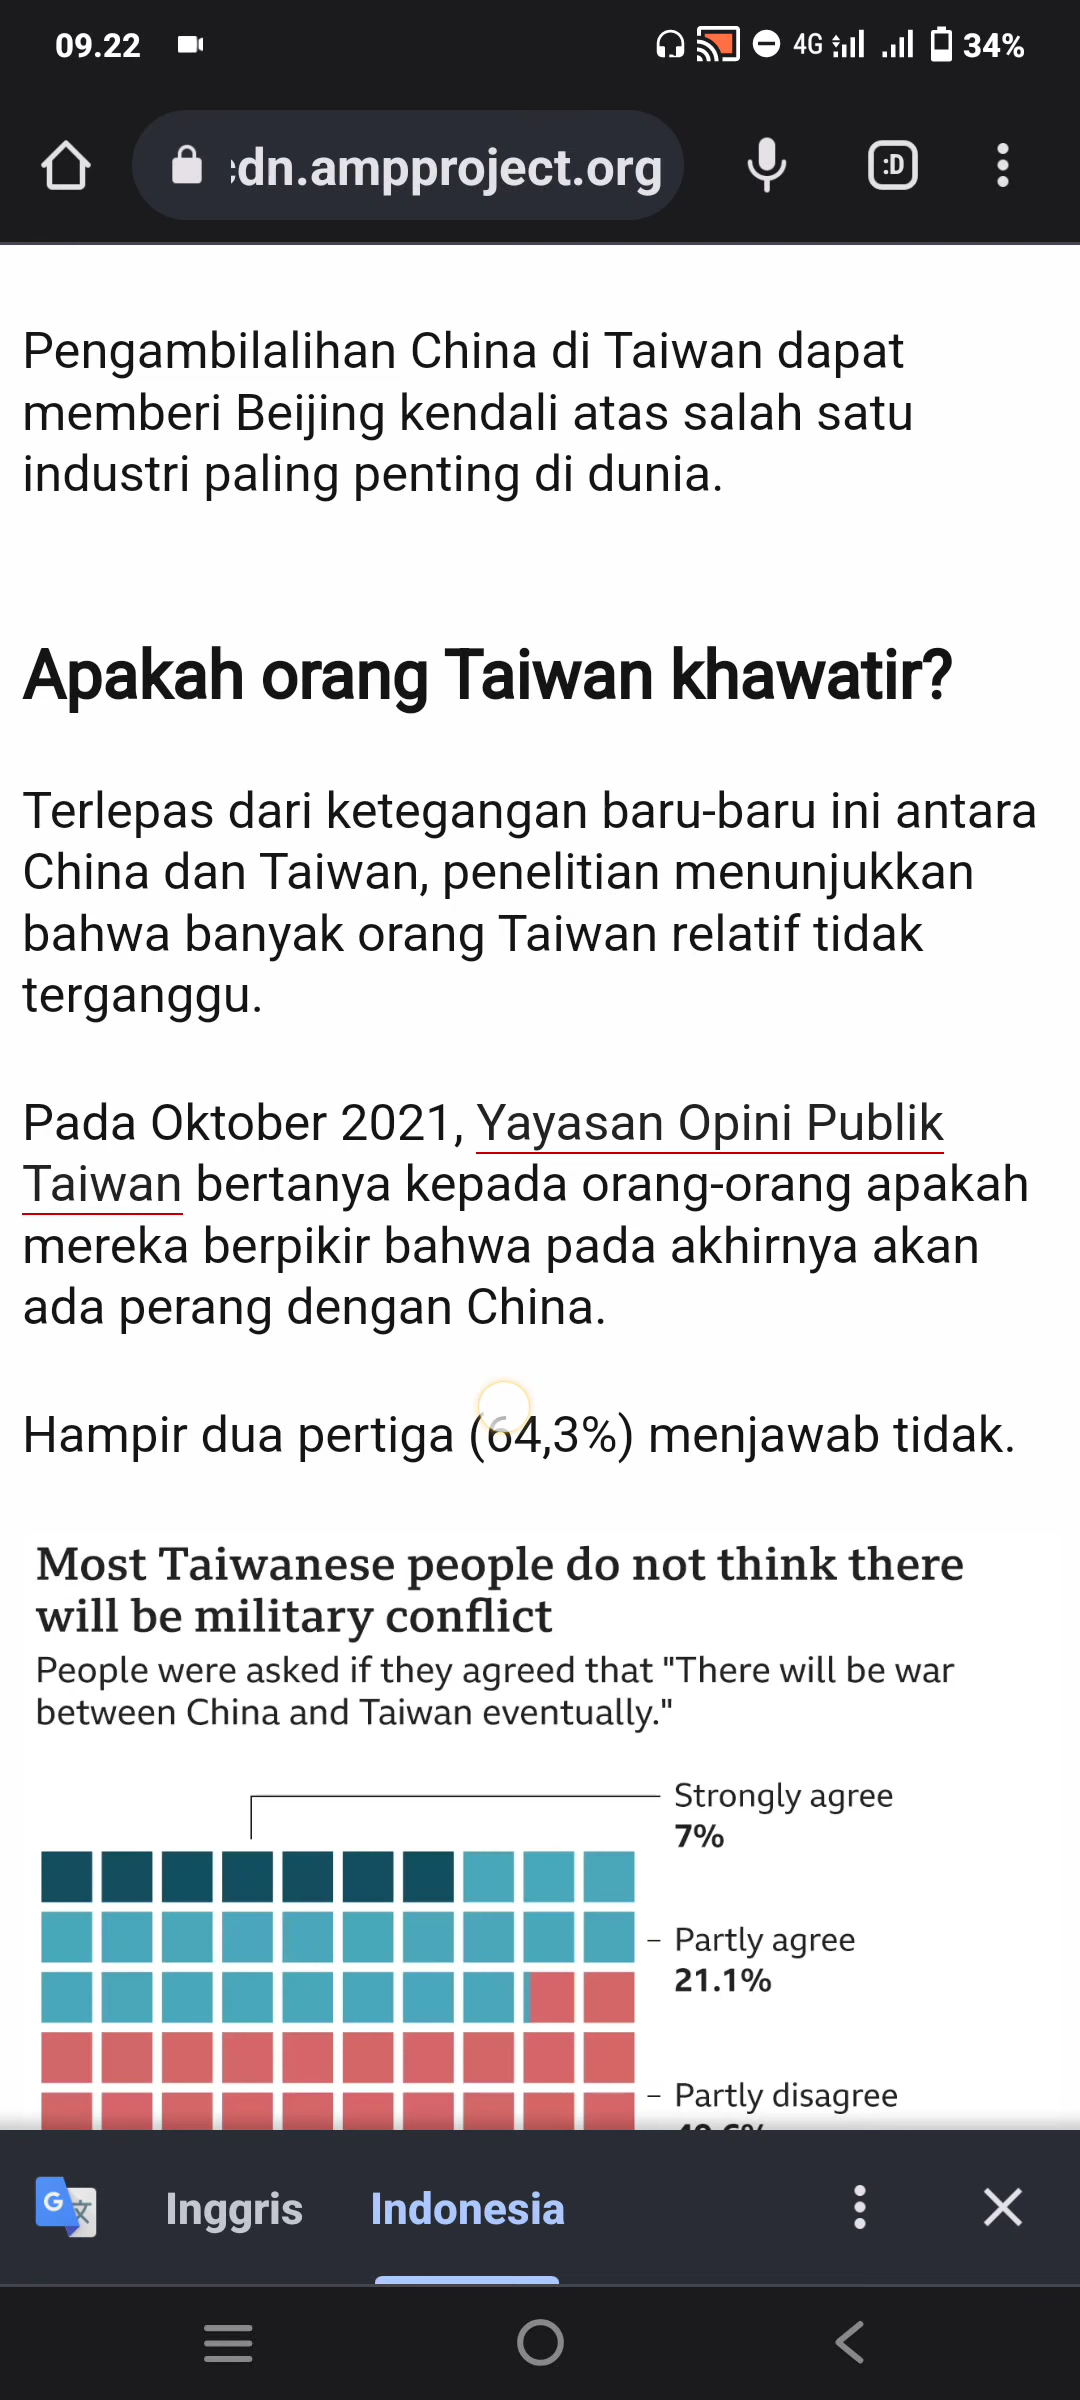 09.22
4G
34%
dn.ampproject.org
:D
Pengambilalihan China di Taiwan dapat
memberi Beijing kendali atas salah satu
industri paling penting di dunia.
Apakah orang Taiwan khawatir?
Terlepas dari ketegangan baru-baru ini antara
China dan Taiwan, penelitian menunjukkan
bahwa banyak orang Taiwan relatif tidak
terganggu.
Pada Oktober 2021, Yayasan Opini Publik
Taiwan bertanya kepada orang-orang apakah
mereka berpikir bahwa pada akhirnya akan
ada perang dengan China.
Hampir dua pertiga (64,3%) menjawab tidak.
Most Taiwanese people do not think there
will be military conflict
People were asked if they agreed that "There will be war
between China and Taiwan eventually."
Strongly agree
7%
Partly agree
21.1%
Partly disagree
G 文
Inggris
Indonesia